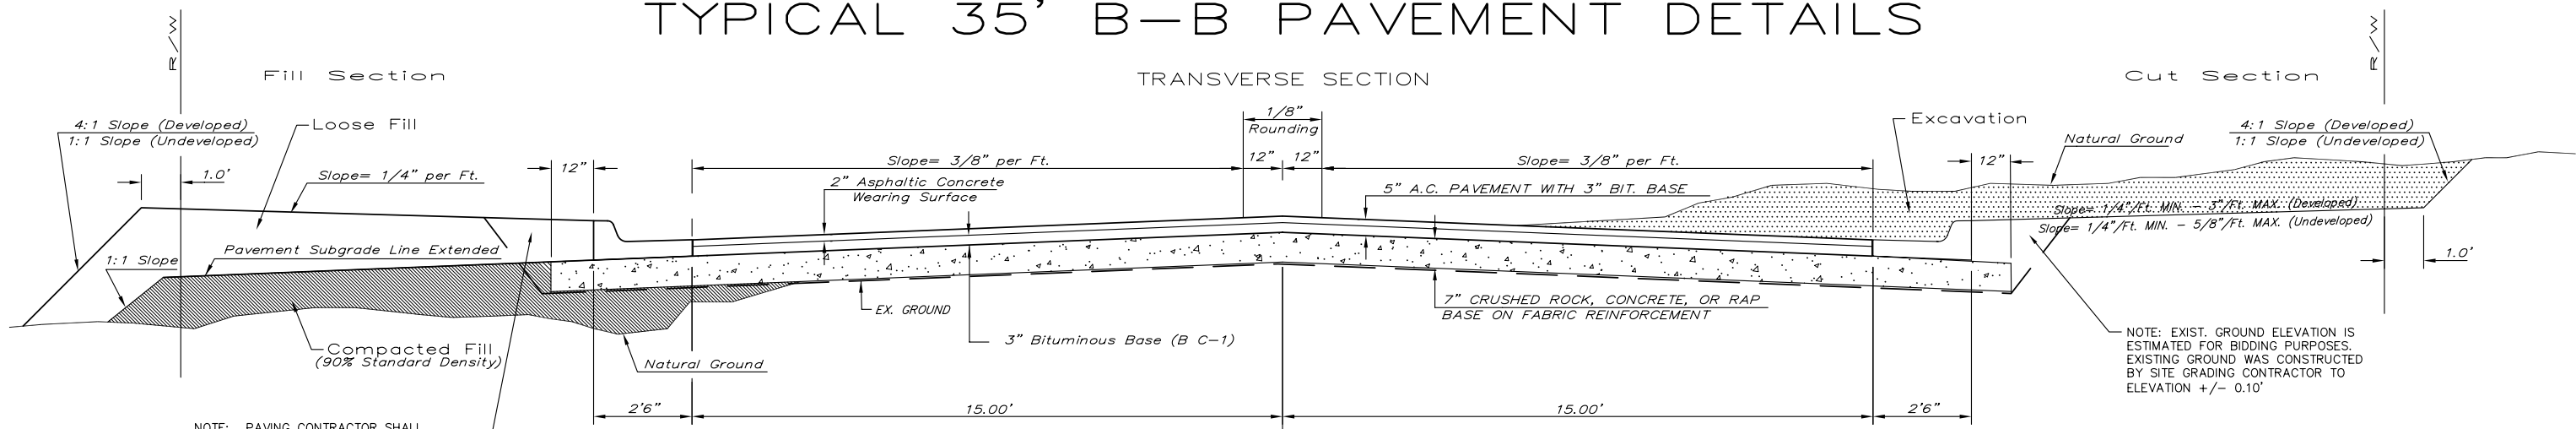 TYPICAL 35' B-B PAVEMENT DETAILS
R/W
R/W
Fill Section
TRANSVERSE SECTION
Cut Section
4:1 Slope (Developed)
1:1 Slope (Undeveloped)
Loose Fill
1/8"
Rounding
Excavation
Natural Ground
4:1 Slope (Developed)
1:1 Slope (Undeveloped)
1.0'
Slope= 1/4" per Ft.
12"
Slope= 3/8" per Ft.
12"
12"
Slope= 3/8" per Ft.
12"
2" Asphaltic Concrete
Wearing Surface
5" A.C. PAVEMENT WITH 3" BIT. BASE
Slope= 1/4"/Ft. MIN. - 3"/Ft. MAX. (Developed)
Slope= 1/4"/Ft. MIN. - 5/8"/Ft. MAX. (Undeveloped)
Pavement Subgrade Line Extended
1:1 Slope
1.0'
EX. GROUND
7" CRUSHED ROCK, CONCRETE, OR RAP
BASE ON FABRIC REINFORCEMENT
3" Bituminous Base (B C-1)
Compacted Fill
(90% Standard Density)
Natural Ground
NOTE: EXIST. GROUND ELEVATION IS
ESTIMATED FOR BIDDING PURPOSES.
EXISTING GROUND WAS CONSTRUCTED
BY SITE GRADING CONTRACTOR TO
ELEVATION +/- 0.10'
2'6"
15.00'
15.00'
2'6"
NOTE: PAVING CONTRACTOR SHALL